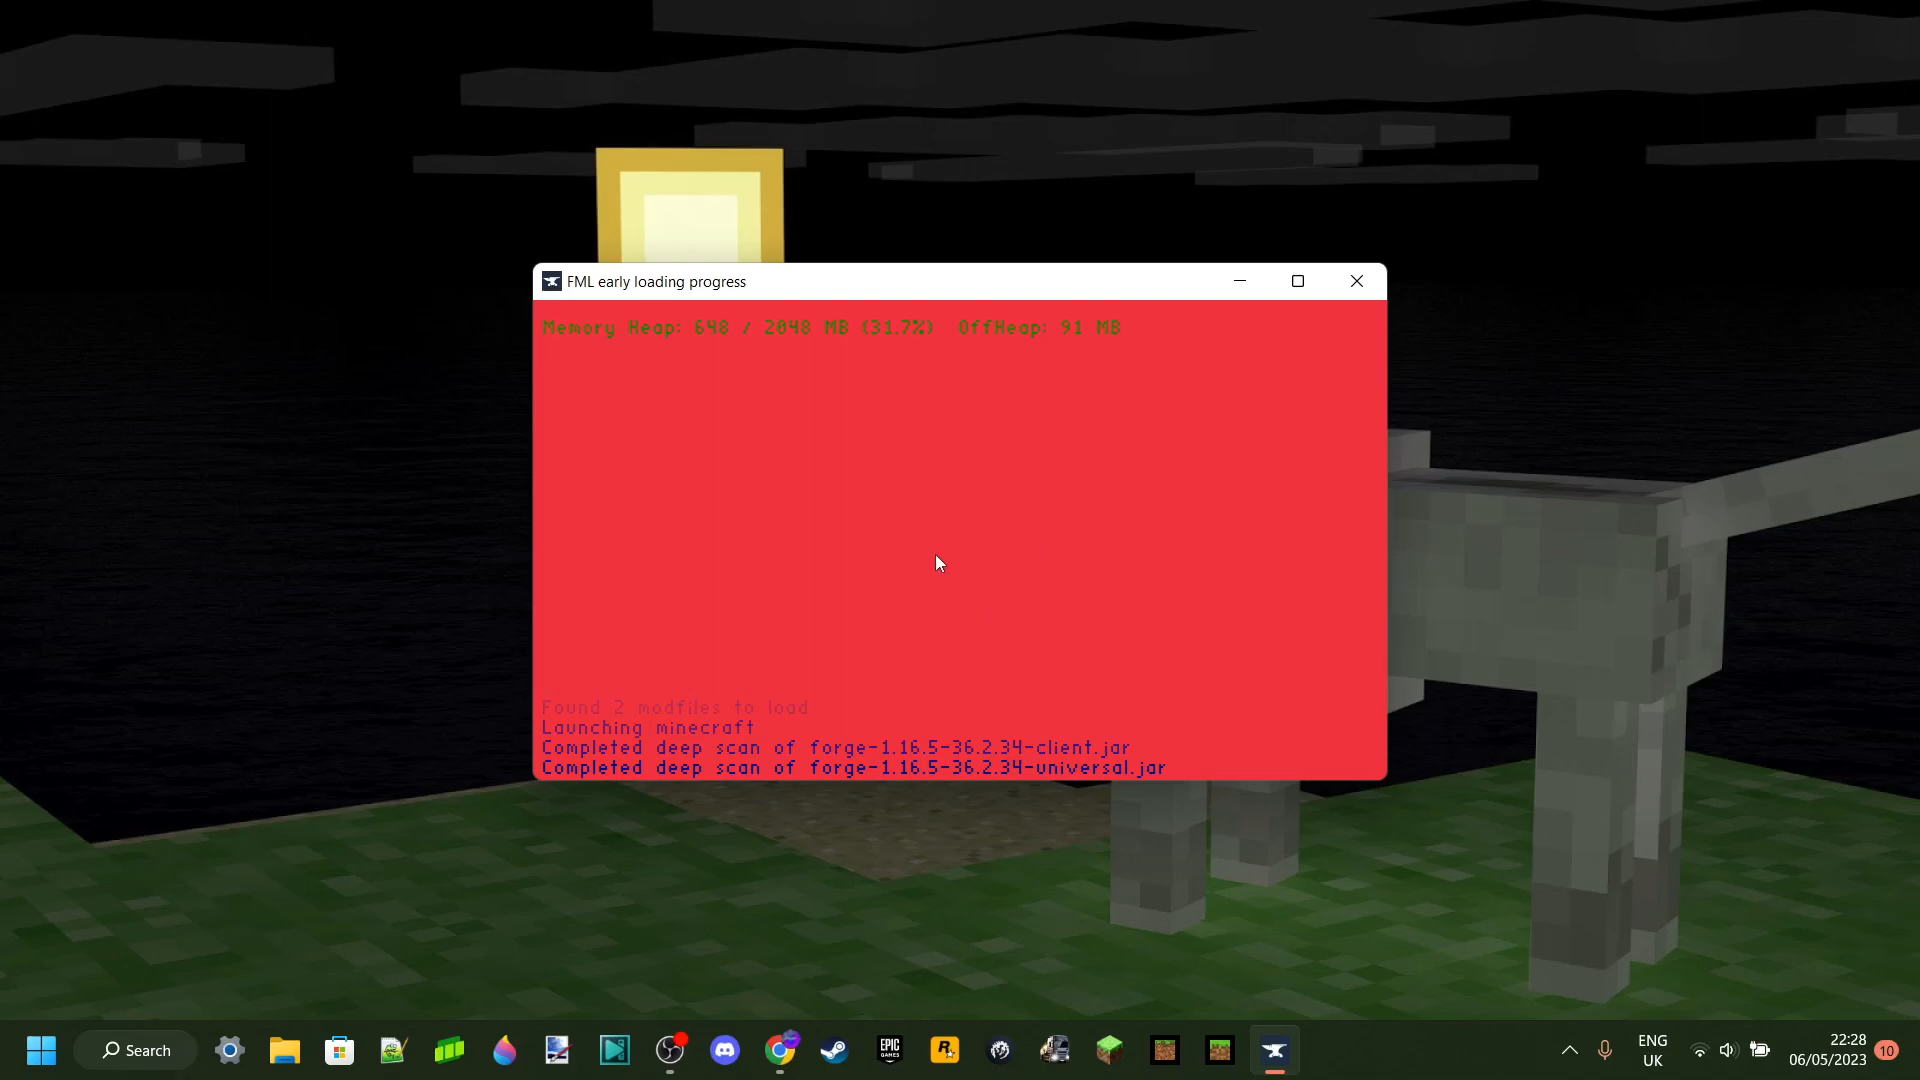 FML early loading progress
Memory Heap: 648 / 2048 MB (31.7%) OffHeap: 91 MB
Found 2 modfiles to load
Launching minecraft
Completed deep scan of forge-1.16.5-36.2.34-client.jar
Completed deep scan of forge-1.16.5-36.2.34-universal.jar
Search
EPIC
GAMES
R
ENG
UK
22:28
06/05/2023
10